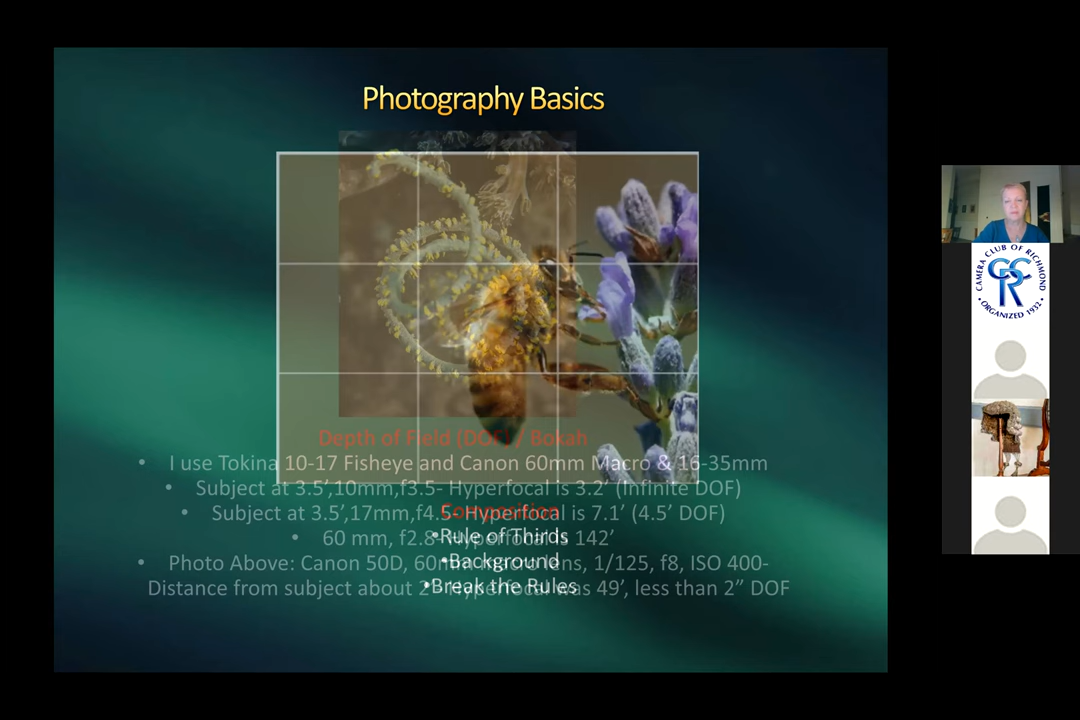 Photography Basics
Depth of Field (DOF) / Bokah
• I use Tokina 10-17 Fisheye and Canon 60mm Macro & 16-35mm
• Subject at 3.5’,10mm,f3.5- Hyperfocal is 3.2’ (Infinite DOF)
• Subject at 3.5’,17mm,f4.5- Hyperfocal is 7.1’ (4.5’ DOF)
Composition
• 60 mm, f2.8- Hyperfocal is 142’
•Rule of Thirds
•Background
• Photo Above: Canon 50D, 60mm macro lens, 1/125, f8, ISO 400-
Distance from subject about 2’- Hyperfocal was 49’, less than 2” DOF
•Break the Rules
CAMERA CLUB OF RICHMOND
CCR
• ORGANIZED 1932 •